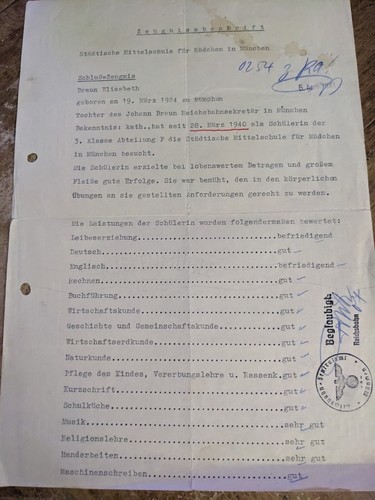 Zeugnisabschrift
Städtische Mittelschule für Mädchen in München
0254
Schluß-Zeugnis
Braun Elisabeth
geboren am 19. März 1924 zu München
Tochter des Johann Braun Reichsbahnsekretär in München
Bekenntnis: kath., hat seit 28. März 1940 als Schülerin der
3. Klasse Abteilung F die Städtische Mittelschule für Mädchen
in München besucht.
Die Schülerin erzielte bei lobenswertem Betragen und großem
Fleiße gute Erfolge. Sie war bemüht, den in den körperlichen
Übungen an sie gestellten Anforderungen gerecht zu werden.
Die Leistungen der Schülerin wurden folgendermaßen bewertet:
Leibeserziehung befriedigend
Deutsch gut
Englisch befriedigend
Rechnen gut
Buchführung gut
Wirtschaftskunde gut
Geschichte und Gemeinschaftskunde gut
Wirtschaftserdkunde gut
Naturkunde gut
Pflege des Kindes, Vererbungslehre u. Rassenk. gut
Kurzschrift gut
Schulküche gut
Musik sehr gut
Religionslehre sehr gut
Handarbeiten sehr gut
Maschinenschreiben gut
Beglaubigt
Reichsbahn